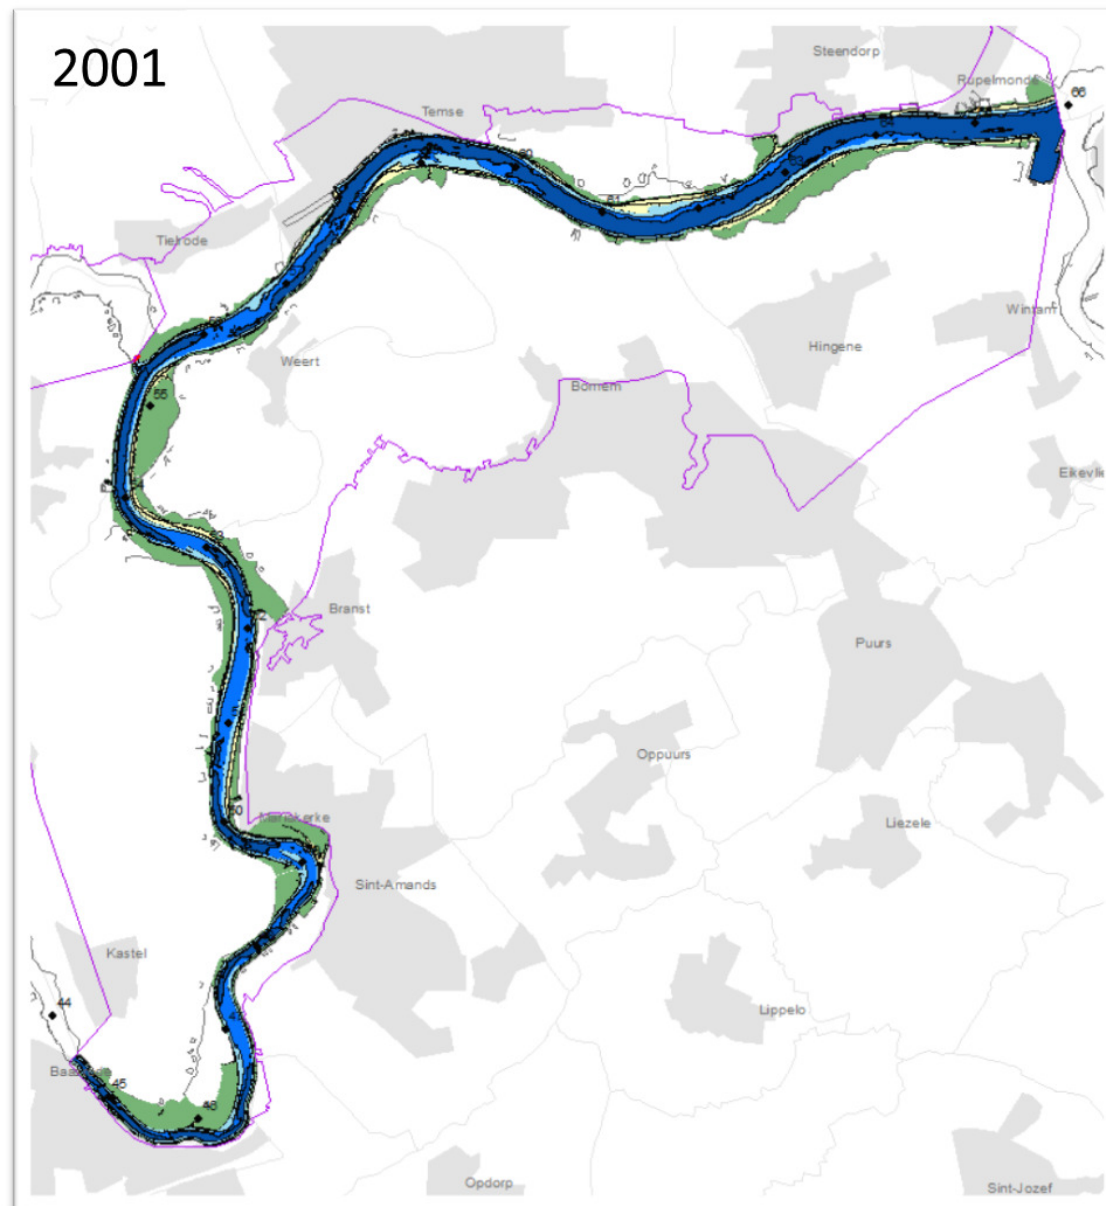 2001
Steendorp
Rupelmonde
66
Temse
Tielrode
Wintam
Hingene
Weert
Bornem
55
Branst
Puurs
Oppuurs
Mariekerke
Liezele
Sint-Amands
Kastel
44
Lippelo
45
46
Opdorp
Sint-Jozef